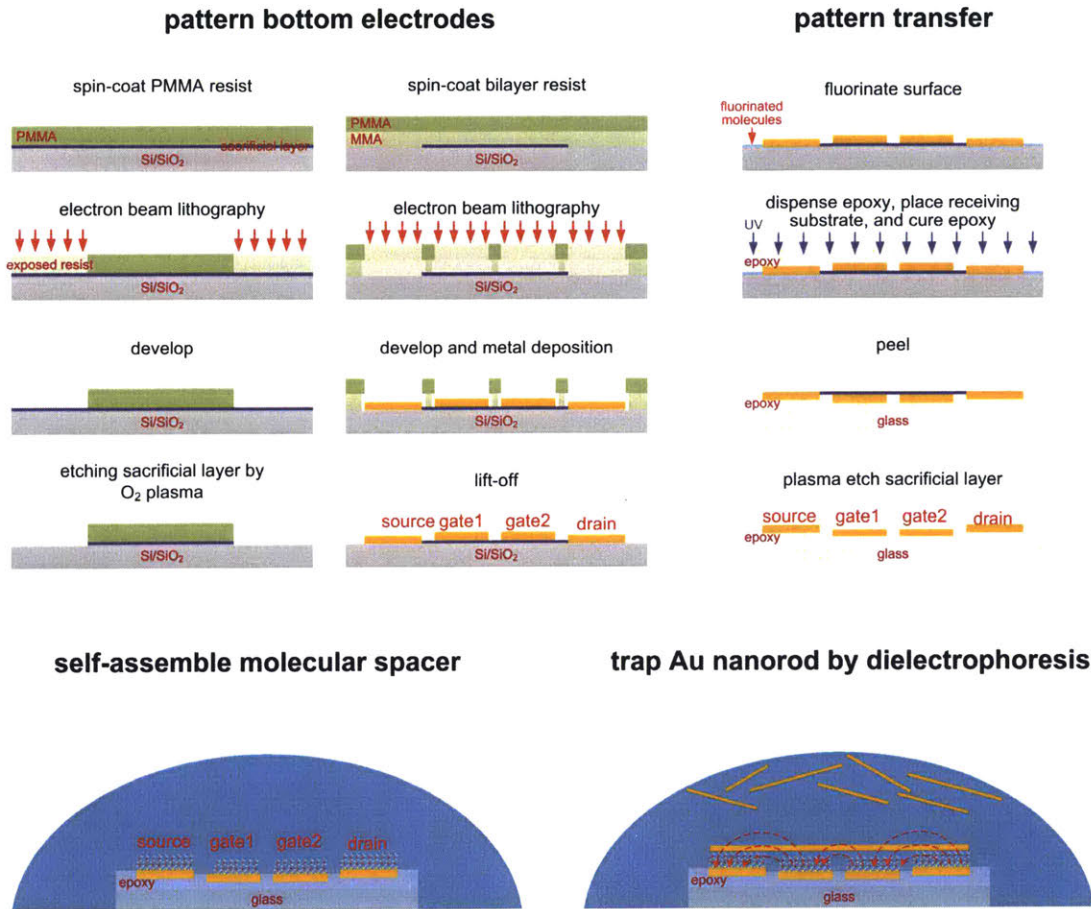 pattern bottom electrodes
pattern transfer
spin-coat PMMA resist
PMMA
sacrificial layer
Si/SiO₂
electron beam lithography
exposed resist
Si/SiO₂
develop
Si/SiO₂
etching sacrificial layer by
O₂ plasma
Si/SiO₂
spin-coat bilayer resist
PMMA
MMA
Si/SiO₂
electron beam lithography
Si/SiO₂
develop and metal deposition
Si/SiO₂
lift-off
source gate1 gate2 drain
Si/SiO₂
fluorinate surface
fluorinated
molecules
dispense epoxy, place receiving
substrate, and cure epoxy
UV
epoxy
peel
epoxy
glass
plasma etch sacrificial layer
source gate1 gate2 drain
epoxy
glass
self-assemble molecular spacer
source gate1 gate2 drain
epoxy
glass
trap Au nanorod by dielectrophoresis
epoxy
glass